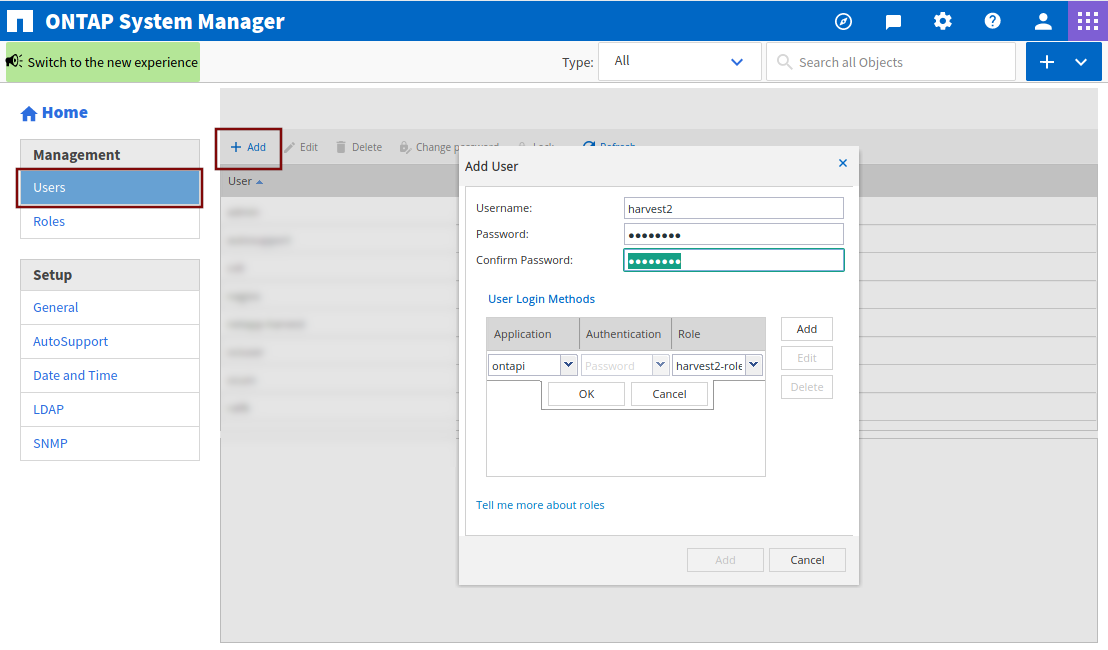 ONTAP System Manager
Switch to the new experience
Type: All Search all Objects
Home
Management
Users
Roles
Setup
General
AutoSupport
Date and Time
LDAP
SNMP
Add Edit Delete Change password Lock Refresh
User
Add User
Username: harvest2
Password: ●●●●●●●●
Confirm Password: ●●●●●●●●
User Login Methods
Application Authentication Role
ontapi Password harvest2-role
OK Cancel
Add
Edit
Delete
Tell me more about roles
Add Cancel